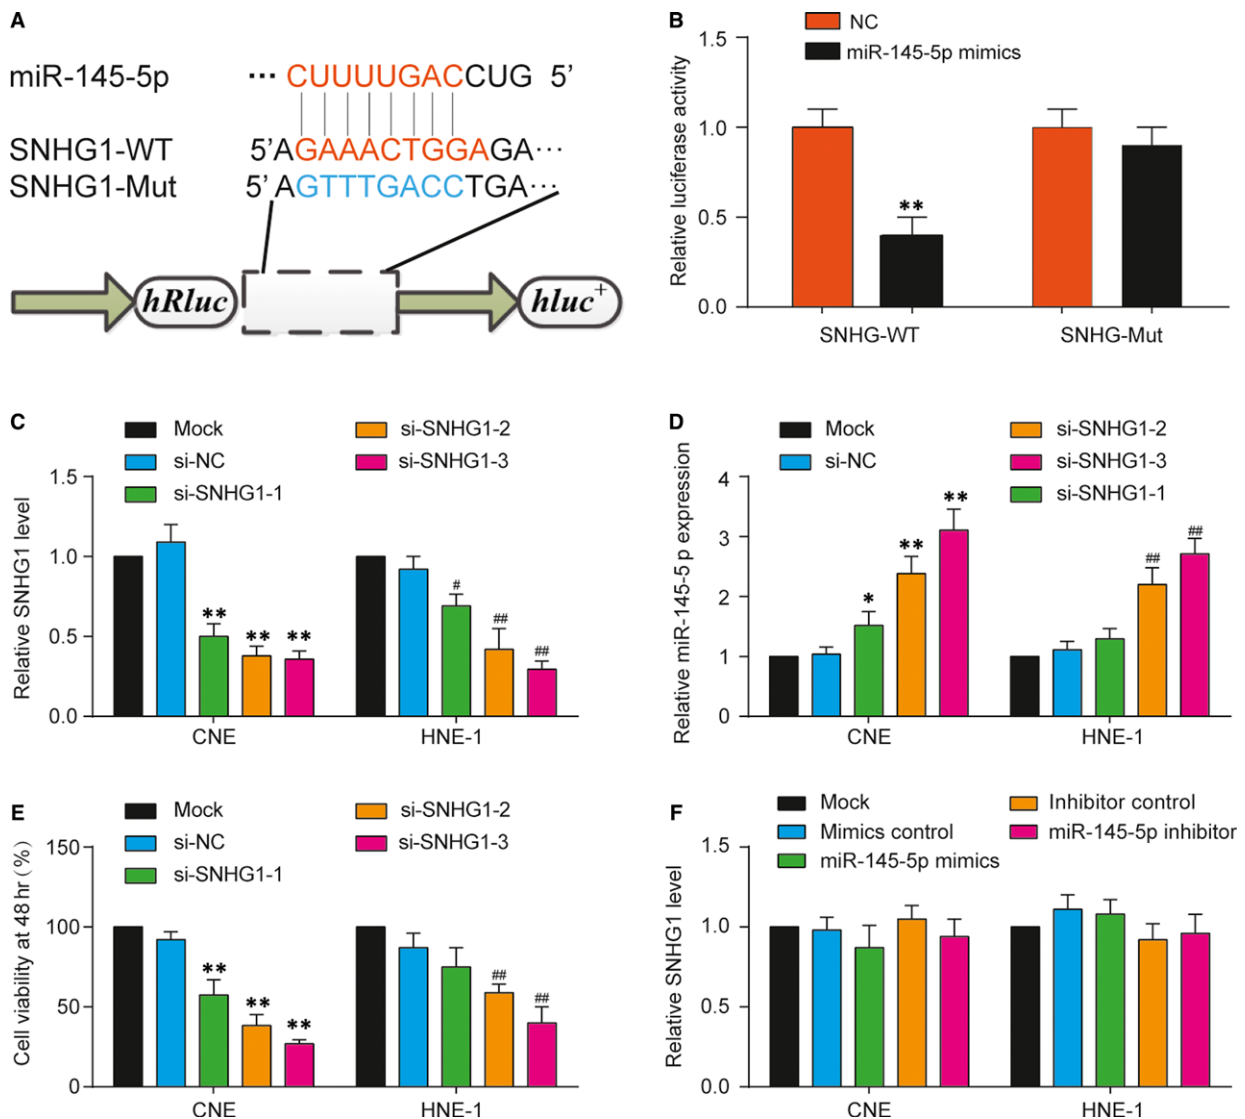 A
miR-145-5p ··· CUUUUGACCUG 5’
SNHG1-WT 5’AGAAACTGGAGA···
SNHG1-Mut 5’ AGTTTGACCTGA···
hRluc hluc+
B
NC
miR-145-5p mimics
Relative luciferase activity
1.5
1.0
0.5
0.0
**
SNHG-WT SNHG-Mut
C
Mock si-SNHG1-2
si-NC si-SNHG1-3
si-SNHG1-1
Relative SNHG1 level
1.5
1.0
0.5
0.0
** ** ** # ## ##
CNE HNE-1
D
Mock si-SNHG1-2
si-NC si-SNHG1-3
si-SNHG1-1
Relative miR-145-5 p expression
4
3
2
1
0
* ** ** ## ##
CNE HNE-1
E
Mock si-SNHG1-2
si-NC si-SNHG1-3
si-SNHG1-1
Cell viability at 48 hr (%)
150
100
50
0
** ** ** ## ##
CNE HNE-1
F
Mock Inhibitor control
Mimics control miR-145-5p inhibitor
miR-145-5p mimics
Relative SNHG1 level
1.5
1.0
0.5
0.0
CNE HNE-1